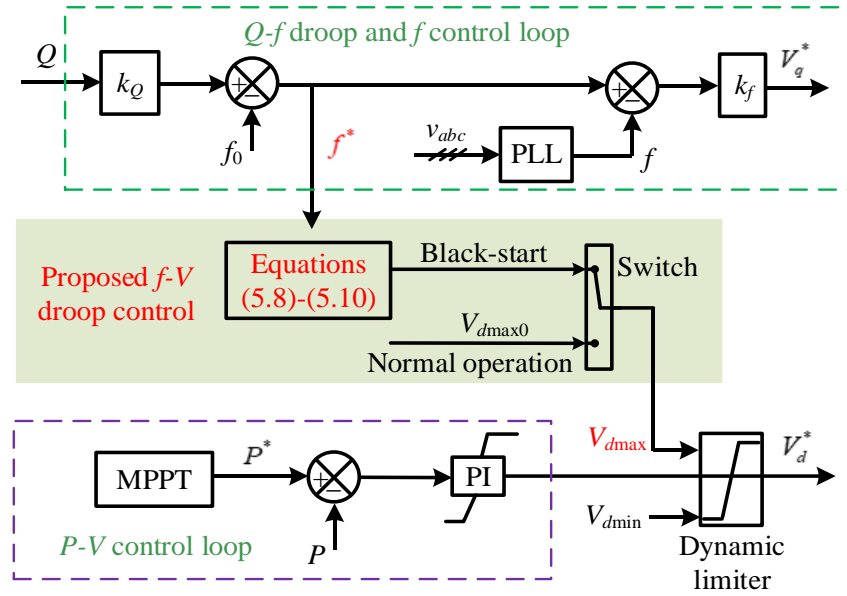 Q-f droop and f control loop
Q
k_Q
+
−
f_0
f^*
v_abc
PLL
+
−
f
k_f
V_q^*
Proposed f-V
droop control
Equations
(5.8)-(5.10)
Black-start
Switch
V_dmax0
Normal operation
MPPT
P^*
+
−
P
PI
P-V control loop
V_dmax
V_dmin
V_d^*
Dynamic
limiter